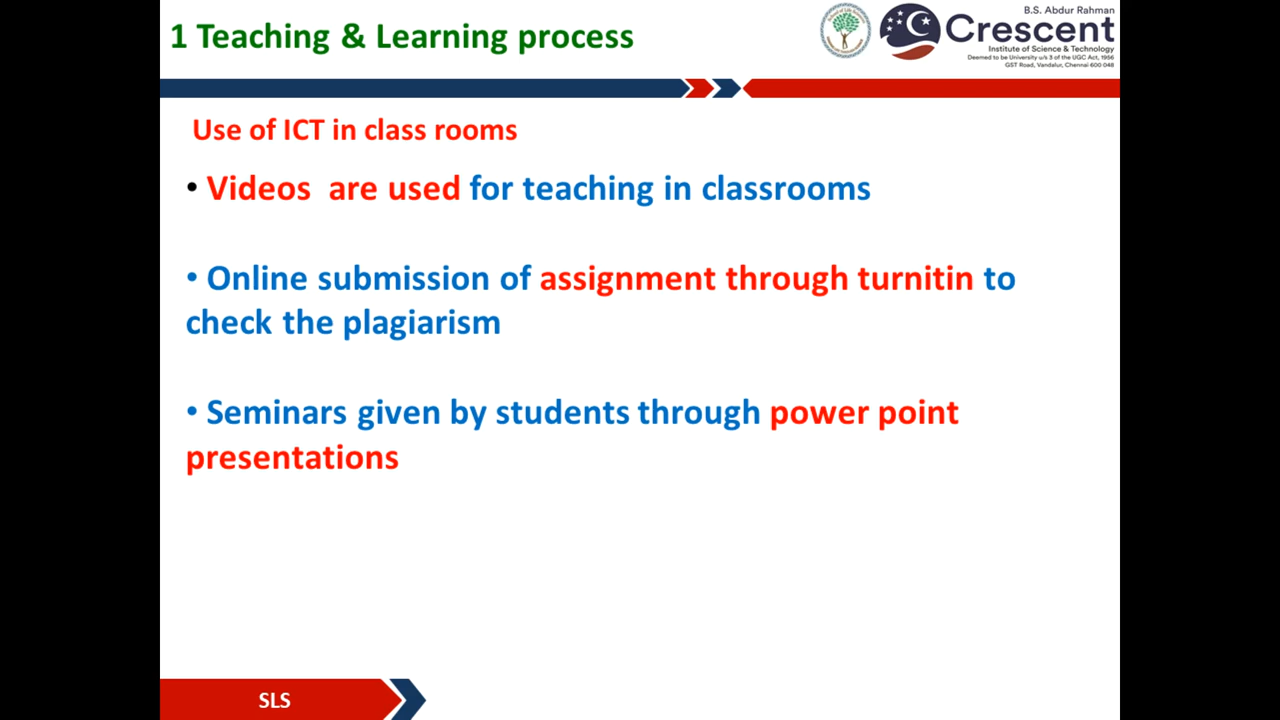 1 Teaching & Learning process
B.S. Abdur Rahman
Crescent
Institute of Science & Technology
Deemed to be University u/s 3 of the UGC Act, 1956
GST Road, Vandalur, Chennai 600 048
Use of ICT in class rooms
• Videos are used for teaching in classrooms
• Online submission of assignment through turnitin to
check the plagiarism
• Seminars given by students through power point
presentations
SLS